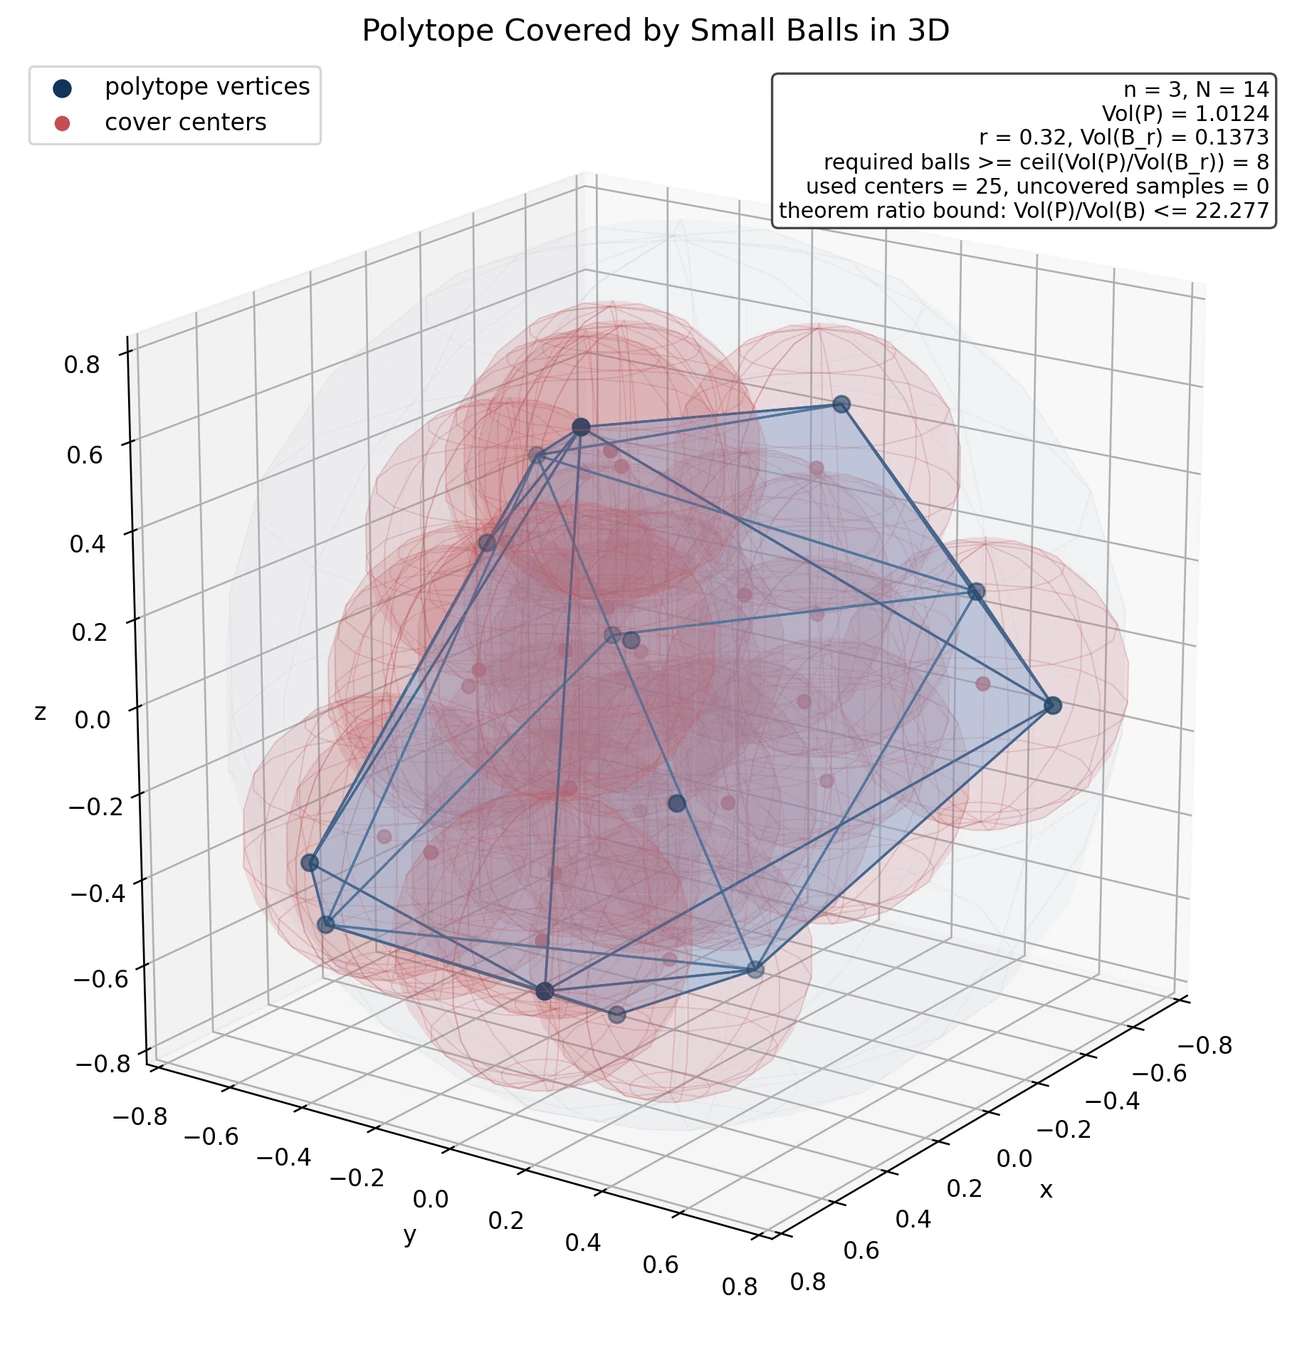 Polytope Covered by Small Balls in 3D
polytope vertices
cover centers
n = 3, N = 14
Vol(P) = 1.0124
r = 0.32, Vol(B_r) = 0.1373
required balls >= ceil(Vol(P)/Vol(B_r)) = 8
used centers = 25, uncovered samples = 0
theorem ratio bound: Vol(P)/Vol(B) <= 22.277
0.8
0.6
0.4
0.2
0.0
−0.2
−0.4
−0.6
−0.8
z
−0.8
−0.6
−0.4
−0.2
0.0
0.2
0.4
0.6
0.8
y
−0.8
−0.6
−0.4
−0.2
0.0
0.2
0.4
0.6
0.8
x